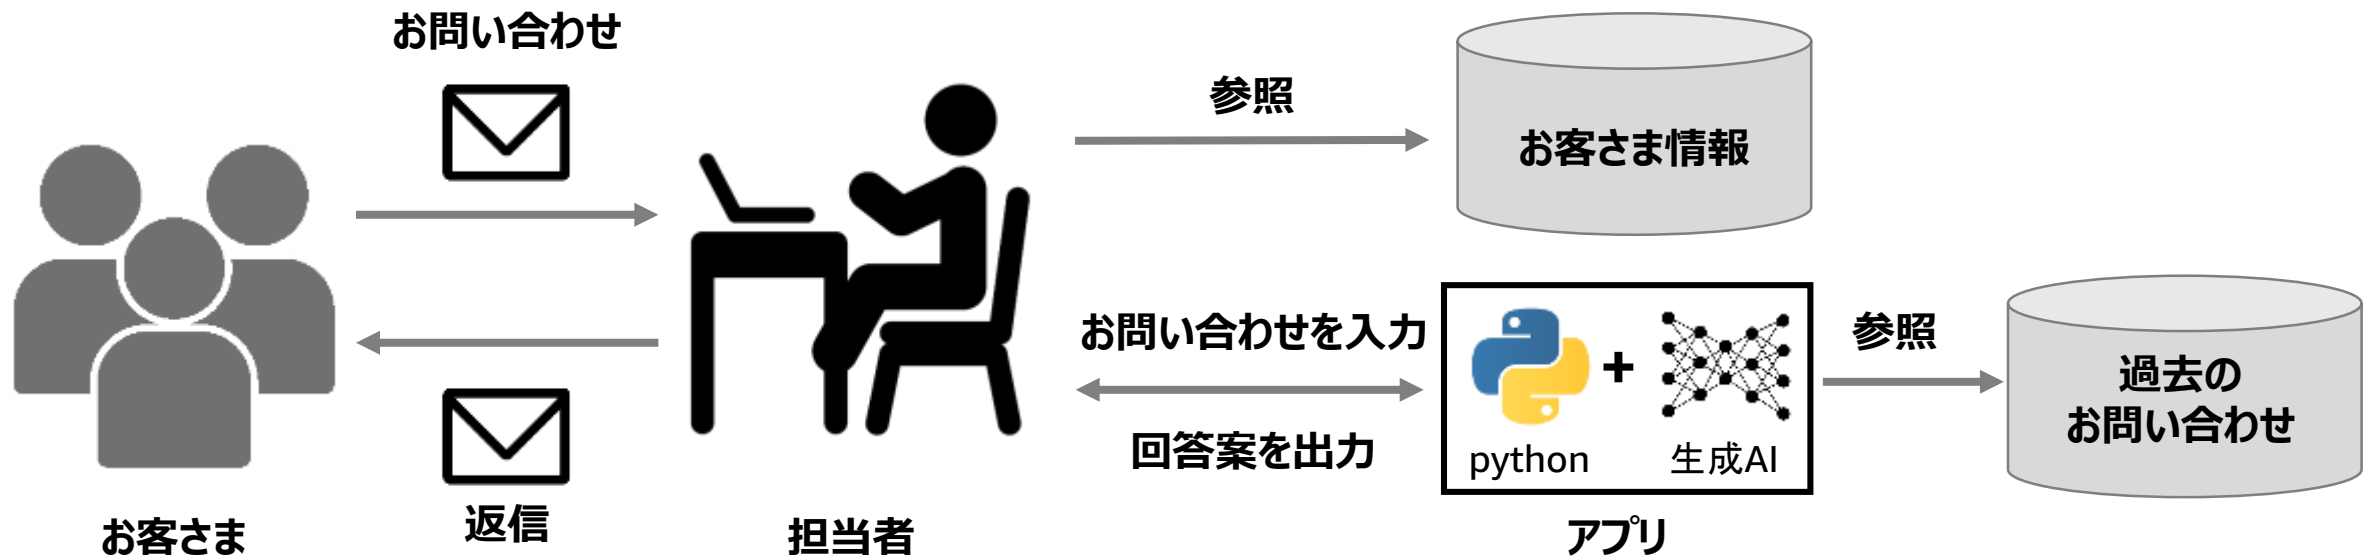 お問い合わせ
参照
お客さま情報
お問い合わせを入力
回答案を出力
+
python
生成AI
参照
過去の
お問い合わせ
お客さま
返信
担当者
アプリ